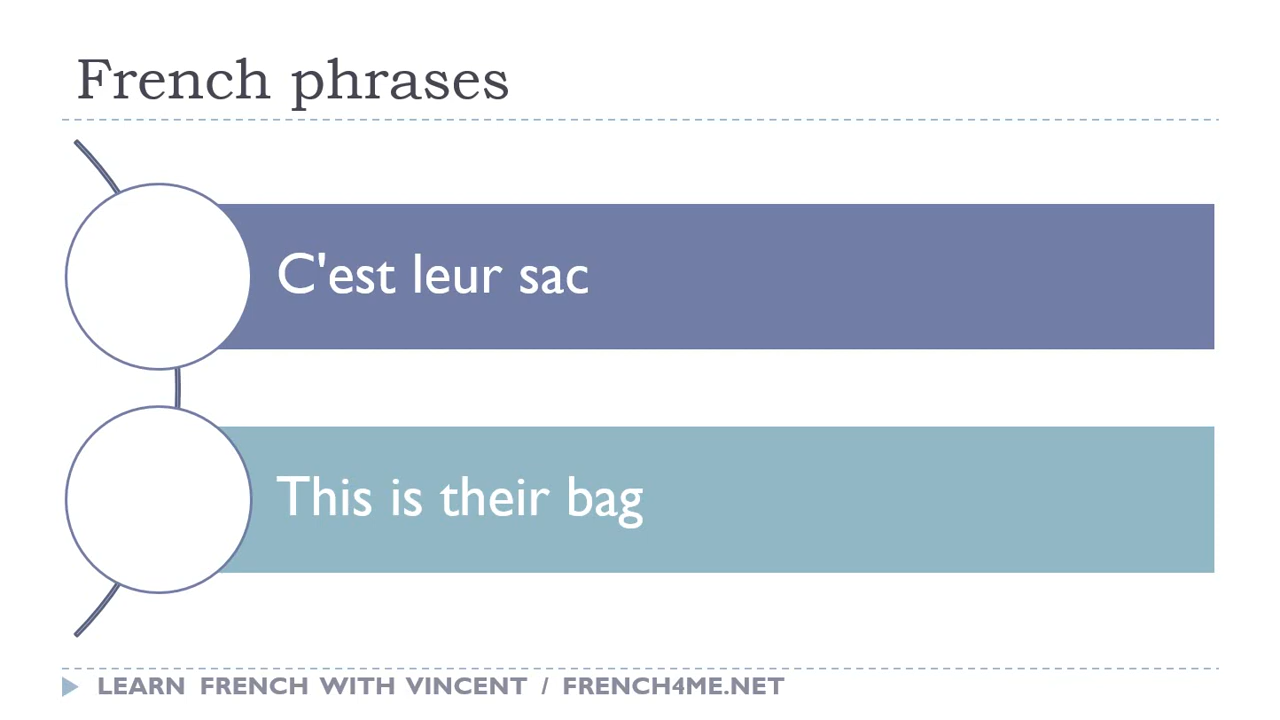 French phrases
C'est leur sac
This is their bag
LEARN FRENCH WITH VINCENT / FRENCH4ME.NET